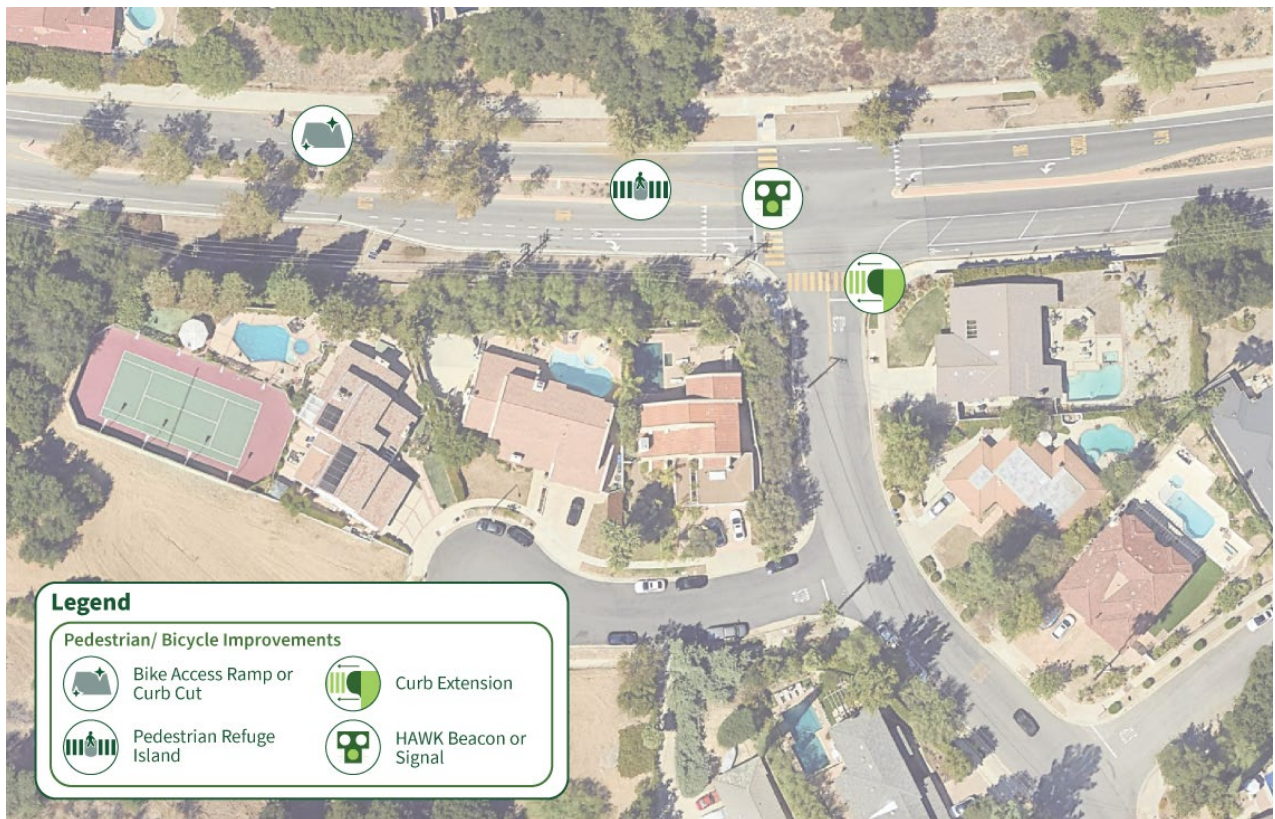 Legend
Pedestrian/ Bicycle Improvements
Bike Access Ramp or
Curb Cut
Curb Extension
Pedestrian Refuge
Island
HAWK Beacon or
Signal